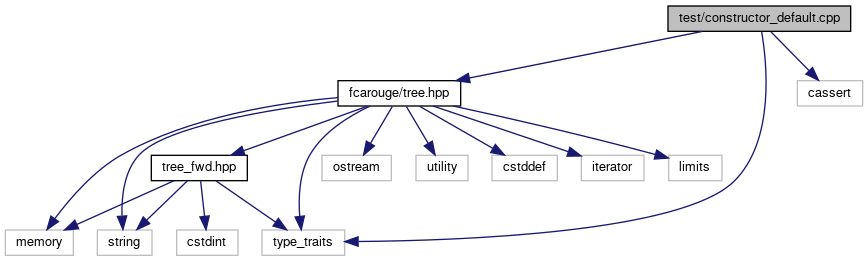 test/constructor_default.cpp
fcarouge/tree.hpp
cassert
tree_fwd.hpp
ostream
utility
cstddef
iterator
limits
memory
string
cstdint
type_traits